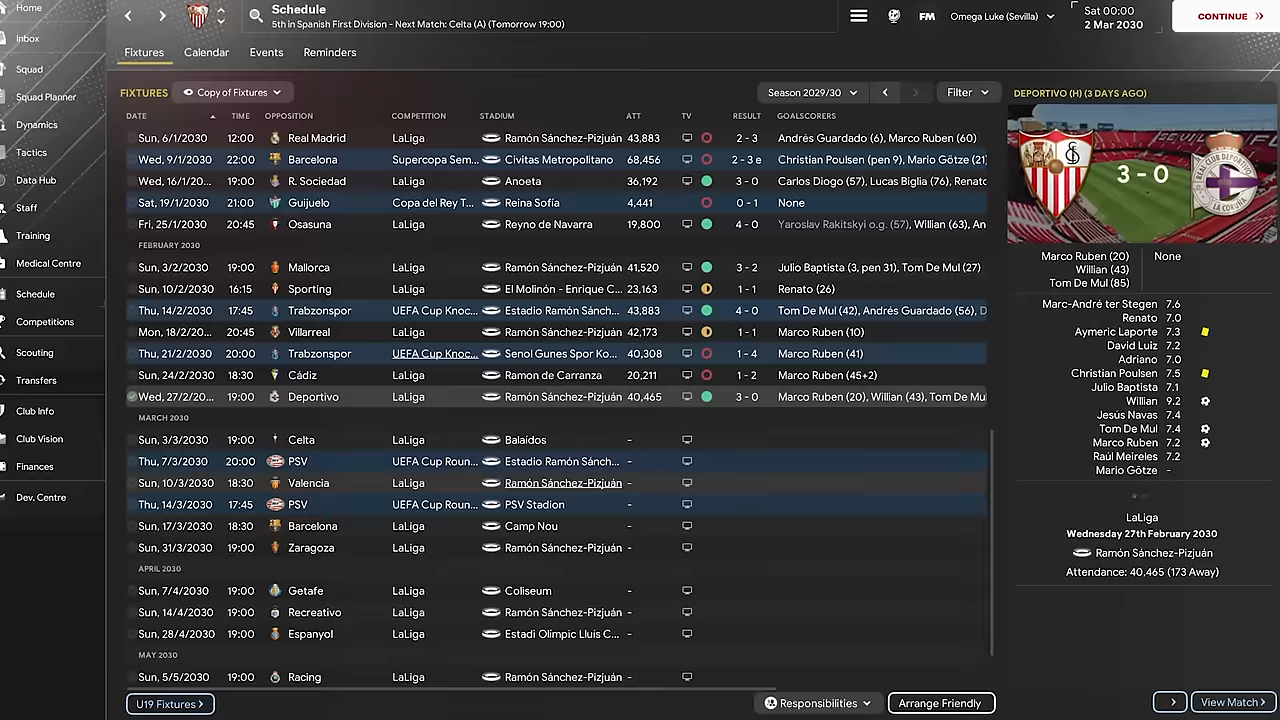 Home
Inbox
Squad
Squad Planner
Dynamics
Tactics
Data Hub
Staff
Training
Medical Centre
Schedule
Competitions
Scouting
Transfers
Club Info
Club Vision
Finances
Dev. Centre
Schedule
5th in Spanish First Division - Next Match: Celta (A) (Tomorrow 19:00)
FM
Omega Luke (Sevilla)
Sat 00:00
2 Mar 2030
CONTINUE
Fixtures Calendar Events Reminders
FIXTURES Copy of Fixtures Season 2029/30 Filter
DATE TIME OPPOSITION COMPETITION STADIUM ATT TV RESULT GOALSCORERS
Sun, 6/1/2030 12:00 Real Madrid LaLiga Ramón Sánchez-Pizjuán 43,883 2 - 3 Andrés Guardado (6), Marco Ruben (60)
Wed, 9/1/2030 22:00 Barcelona Supercopa Sem... Cívitas Metropolitano 68,456 2 - 3 e Christian Poulsen (pen 9), Mario Götze (21)
Wed, 16/1/20... 19:00 R. Sociedad LaLiga Anoeta 36,192 3 - 0 Carlos Diogo (57), Lucas Biglia (76), Renato
Sat, 19/1/2030 21:00 Guijuelo Copa del Rey T... Reina Sofía 4,441 0 - 1 None
Fri, 25/1/2030 20:45 Osasuna LaLiga Reyno de Navarra 19,800 4 - 0 Yaroslav Rakitskyi o.g. (57), Willian (63), An
FEBRUARY 2030
Sun, 3/2/2030 19:00 Mallorca LaLiga Ramón Sánchez-Pizjuán 41,520 3 - 2 Julio Baptista (3, pen 31), Tom De Mul (27)
Sun, 10/2/2030 16:15 Sporting LaLiga El Molinón - Enrique C... 23,163 1 - 1 Renato (26)
Thu, 14/2/2030 17:45 Trabzonspor UEFA Cup Knoc... Estadio Ramón Sánch... 43,883 4 - 0 Tom De Mul (42), Andrés Guardado (56), D
Mon, 18/2/20... 20:45 Villarreal LaLiga Ramón Sánchez-Pizjuán 42,173 1 - 1 Marco Ruben (10)
Thu, 21/2/2030 20:00 Trabzonspor UEFA Cup Knoc... Senol Gunes Spor Ko... 40,308 1 - 4 Marco Ruben (41)
Sun, 24/2/2030 18:30 Cádiz LaLiga Ramon de Carranza 20,211 1 - 2 Marco Ruben (45+2)
Wed, 27/2/20... 19:00 Deportivo LaLiga Ramón Sánchez-Pizjuán 40,465 3 - 0 Marco Ruben (20), Willian (43), Tom De Mu
MARCH 2030
Sun, 3/3/2030 19:00 Celta LaLiga Balaídos -
Thu, 7/3/2030 20:00 PSV UEFA Cup Roun... Estadio Ramón Sánch... -
Sun, 10/3/2030 18:30 Valencia LaLiga Ramón Sánchez-Pizjuán -
Thu, 14/3/2030 17:45 PSV UEFA Cup Roun... PSV Stadion -
Sun, 17/3/2030 18:30 Barcelona LaLiga Camp Nou -
Sun, 31/3/2030 19:00 Zaragoza LaLiga Ramón Sánchez-Pizjuán -
APRIL 2030
Sun, 7/4/2030 19:00 Getafe LaLiga Coliseum -
Sun, 14/4/2030 19:00 Recreativo LaLiga Ramón Sánchez-Pizjuán -
Sun, 28/4/2030 19:00 Espanyol LaLiga Estadi Olímpic Lluís C... -
MAY 2030
Sun, 5/5/2030 19:00 Racing LaLiga Ramón Sánchez-Pizjuán -
U19 Fixtures Responsibilities Arrange Friendly
DEPORTIVO (H) (3 DAYS AGO)
3 - 0
Marco Ruben (20) None
Willian (43)
Tom De Mul (85)
Marc-André ter Stegen 7.6
Renato 7.0
Aymeric Laporte 7.3
David Luiz 7.2
Adriano 7.0
Christian Poulsen 7.5
Julio Baptista 7.1
Willian 9.2
Jesús Navas 7.4
Tom De Mul 7.4
Marco Ruben 7.2
Raúl Meireles 7.2
Mario Götze -
LaLiga
Wednesday 27th February 2030
Ramón Sánchez-Pizjuán
Attendance: 40,465 (173 Away)
View Match